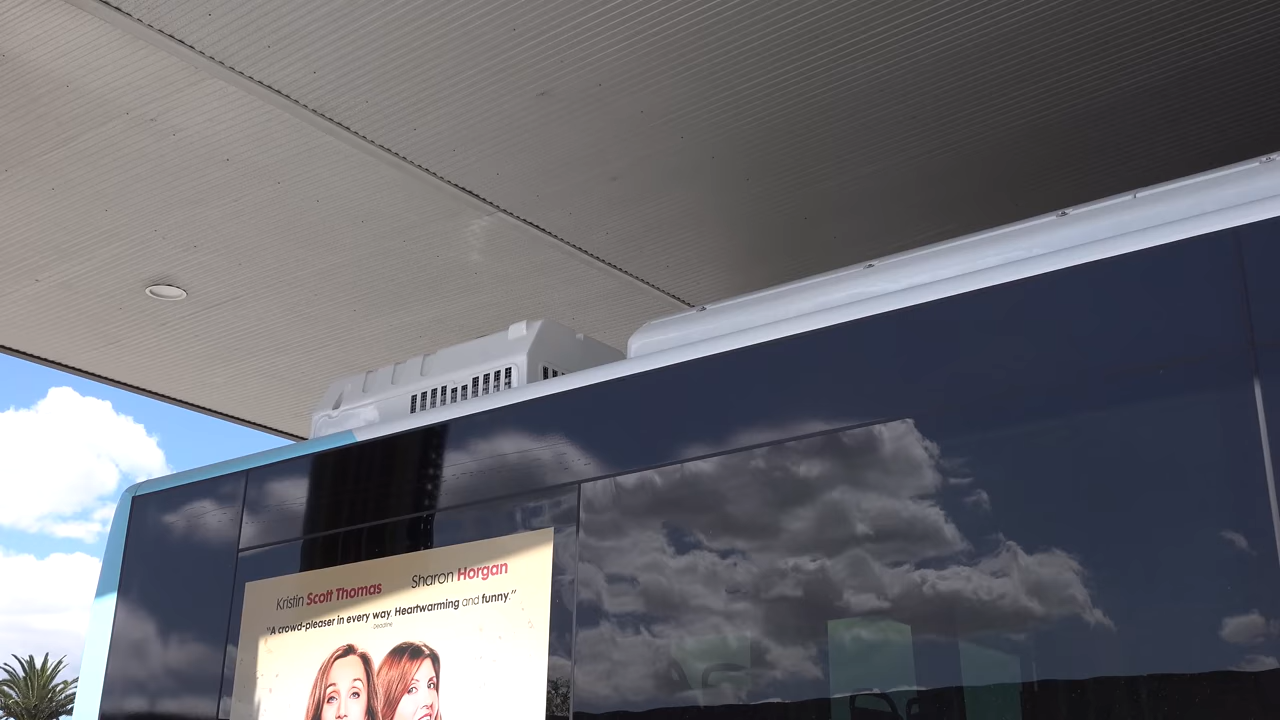 Kristin Scott Thomas Sharon Horgan
"A crowd-pleaser in every way. Heartwarming and funny."
Deadline